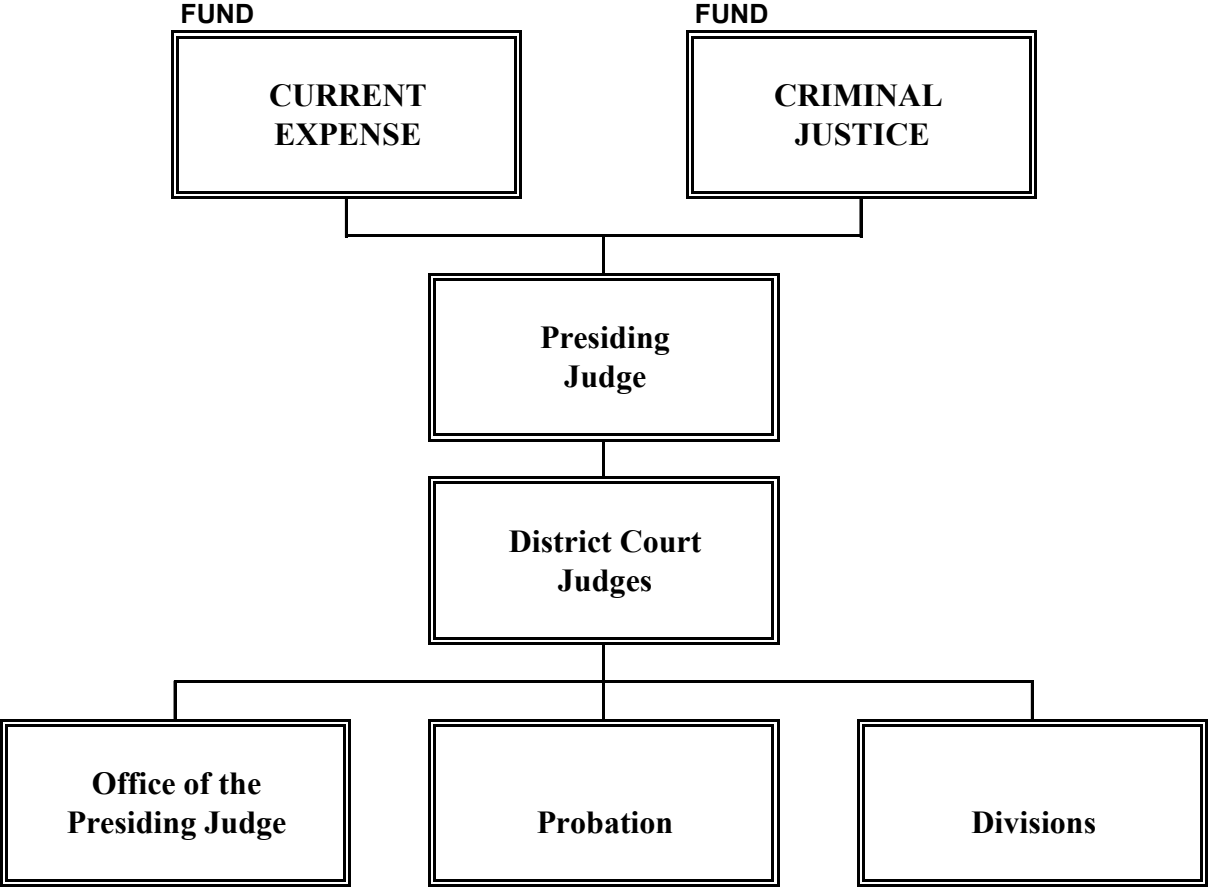 FUND
FUND
CURRENT
EXPENSE
CRIMINAL
JUSTICE
Presiding
Judge
District Court
Judges
Office of the
Presiding Judge
Probation
Divisions